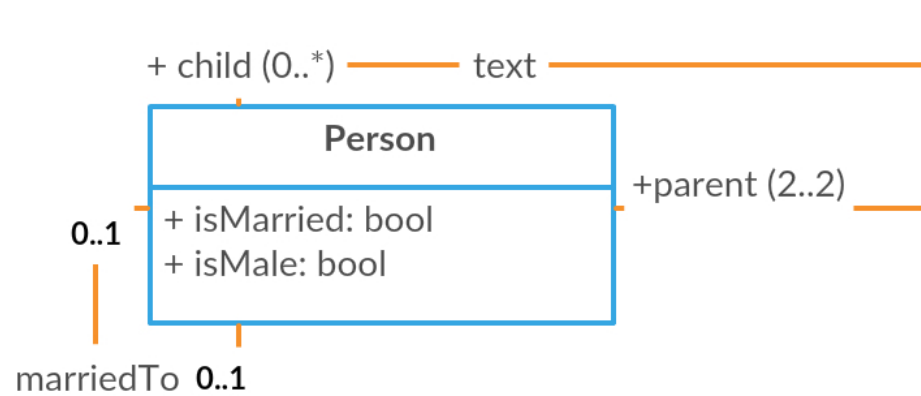 + child (0..*) text
Person
+parent (2..2)
+ isMarried: bool
0..1
+ isMale: bool
marriedTo 0..1